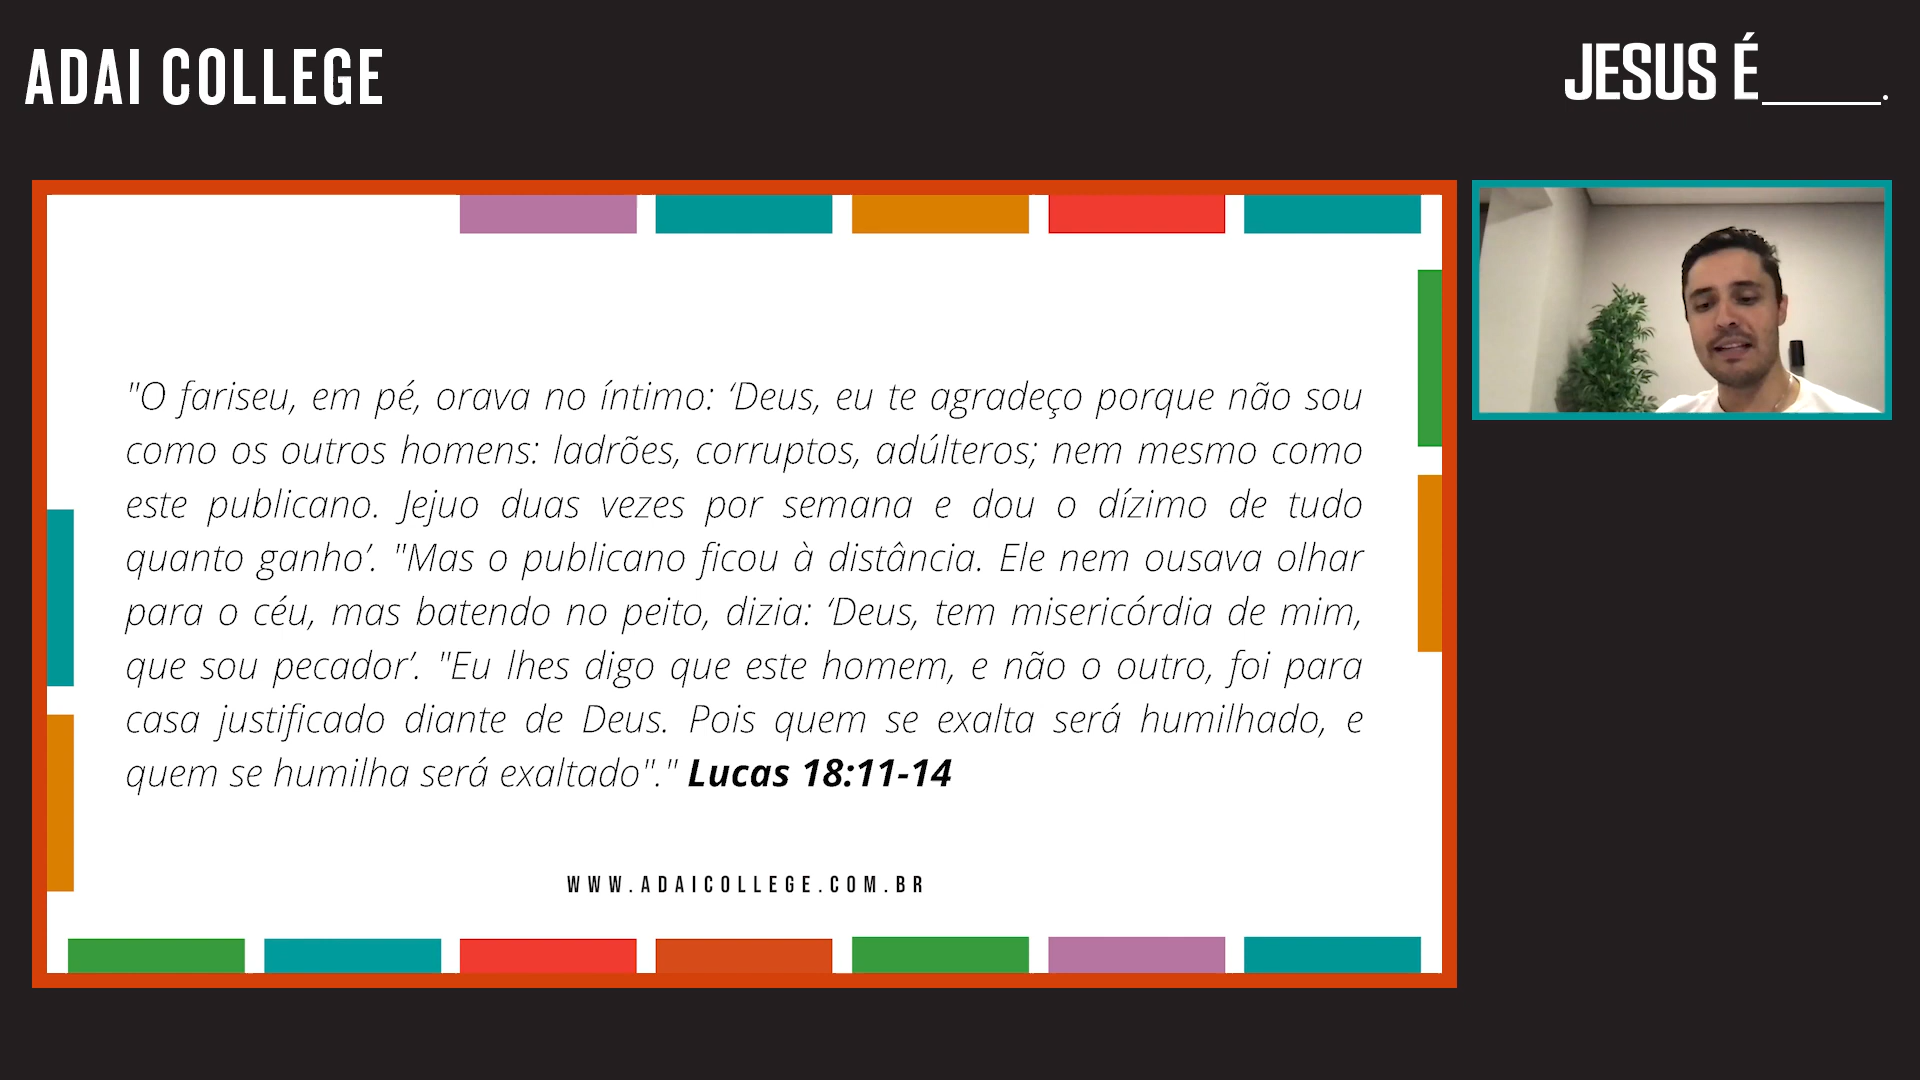 ADAI COLLEGE
JESUS É_____.
"O fariseu, em pé, orava no íntimo: ‘Deus, eu te agradeço porque não sou
como os outros homens: ladrões, corruptos, adúlteros; nem mesmo como
este publicano. Jejuo duas vezes por semana e dou o dízimo de tudo
quanto ganho’. "Mas o publicano ficou à distância. Ele nem ousava olhar
para o céu, mas batendo no peito, dizia: ‘Deus, tem misericórdia de mim,
que sou pecador’. "Eu lhes digo que este homem, e não o outro, foi para
casa justificado diante de Deus. Pois quem se exalta será humilhado, e
quem se humilha será exaltado"." Lucas 18:11-14
WWW.ADAICOLLEGE.COM.BR